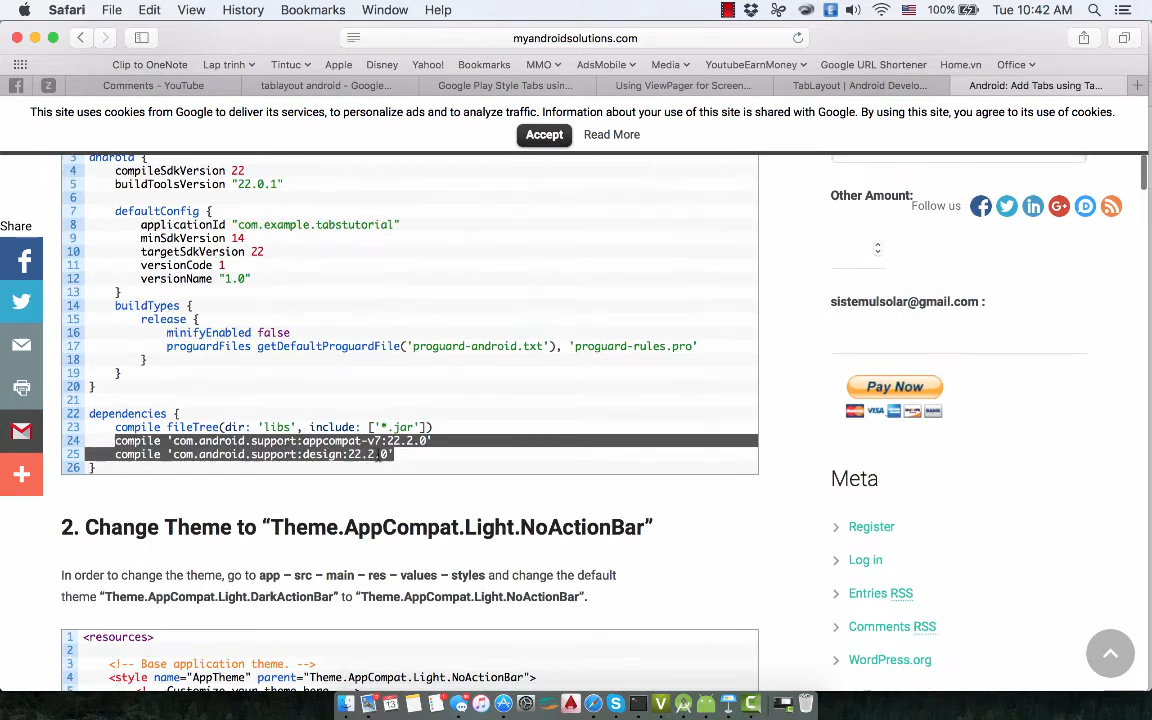 Safari File Edit View History Bookmarks Window Help 100% Tue 10:42 AM
myandroidsolutions.com
Clip to OneNote Lap trinh Tintuc Apple Disney Yahoo! Bookmarks MMO AdsMobile Media YoutubeEarnMoney Google URL Shortener Home.vn Office
Comments - YouTube tablayout android - Google... Google Play Style Tabs usin... Using ViewPager for Screen... TabLayout | Android Develo... Android: Add Tabs using Ta...
This site uses cookies from Google to deliver its services, to personalize ads and to analyze traffic. Information about your use of this site is shared with Google. By using this site, you agree to its use of cookies.
Accept Read More
3 android {
4 compileSdkVersion 22
5 buildToolsVersion "22.0.1"
6
7 defaultConfig {
8 applicationId "com.example.tabstutorial"
9 minSdkVersion 14
10 targetSdkVersion 22
11 versionCode 1
12 versionName "1.0"
13 }
14 buildTypes {
15 release {
16 minifyEnabled false
17 proguardFiles getDefaultProguardFile('proguard-android.txt'), 'proguard-rules.pro'
18 }
19 }
20 }
21
22 dependencies {
23 compile fileTree(dir: 'libs', include: ['*.jar'])
24 compile 'com.android.support:appcompat-v7:22.2.0'
25 compile 'com.android.support:design:22.2.0'
26 }
2. Change Theme to “Theme.AppCompat.Light.NoActionBar”
In order to change the theme, go to app – src – main – res – values – styles and change the default
theme “Theme.AppCompat.Light.DarkActionBar” to “Theme.AppCompat.Light.NoActionBar”.
1 <resources>
2
3 <!-- Base application theme. -->
4 <style name="AppTheme" parent="Theme.AppCompat.Light.NoActionBar">
5 <!-- Customize your theme here.
Share
Other Amount:
Follow us
sistemulsolar@gmail.com :
Pay Now
VISA
Meta
Register
Log in
Entries RSS
Comments RSS
WordPress.org